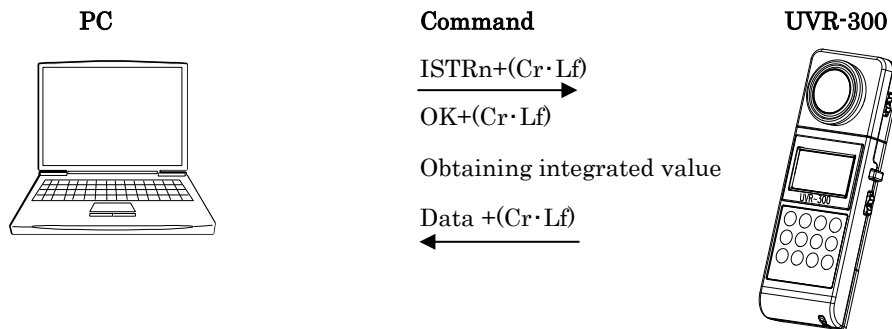 PC
Command
UVR-300
ISTRn+(Cr･Lf)
OK+(Cr･Lf)
Obtaining integrated value
Data +(Cr･Lf)
UVR-300